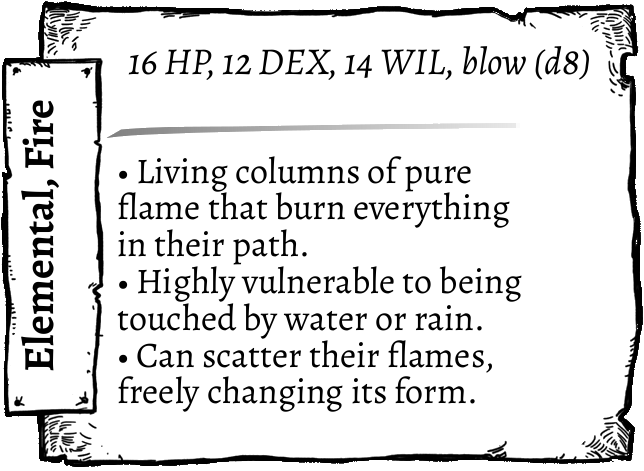 Elemental, Fire
16 HP, 12 DEX, 14 WIL, blow (d8)
• Living columns of pure
flame that burn everything
in their path.
• Highly vulnerable to being
touched by water or rain.
• Can scatter their flames,
freely changing its form.